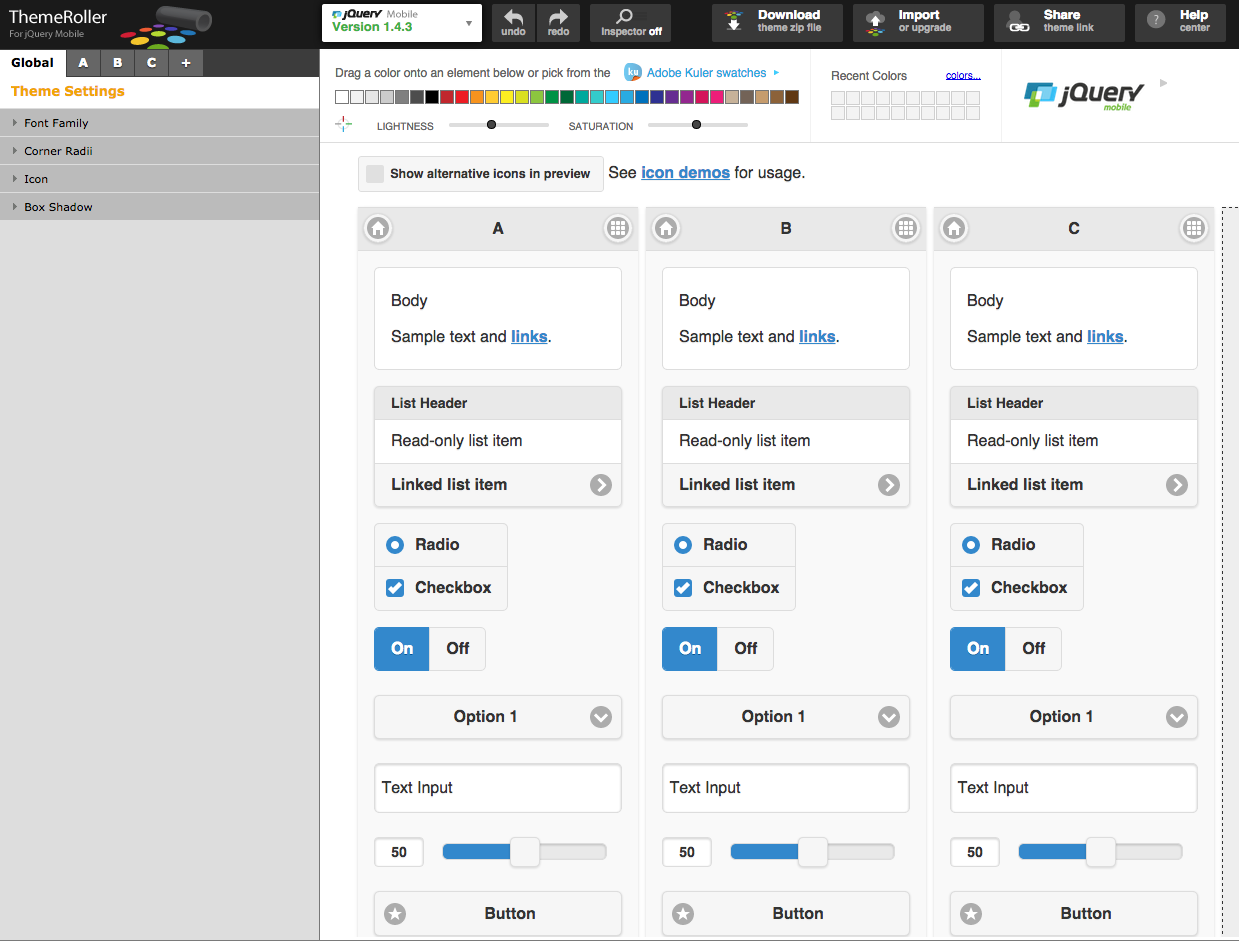 ThemeRoller
For jQuery Mobile
jQuery Mobile
Version 1.4.3
undo
redo
Inspector off
Download
theme zip file
Import
or upgrade
Share
theme link
?
Help
center
Global
A
B
C
+
Theme Settings
Font Family
Corner Radii
Icon
Box Shadow
Drag a color onto an element below or pick from the
ku
Adobe Kuler swatches
LIGHTNESS
SATURATION
Recent Colors
colors...
jQuery
mobile
Show alternative icons in preview
See icon demos for usage.
A
Body
Sample text and links.
List Header
Read-only list item
Linked list item
Radio
Checkbox
On
Off
Option 1
Text Input
50
Button
B
Body
Sample text and links.
List Header
Read-only list item
Linked list item
Radio
Checkbox
On
Off
Option 1
Text Input
50
Button
C
Body
Sample text and links.
List Header
Read-only list item
Linked list item
Radio
Checkbox
On
Off
Option 1
Text Input
50
Button